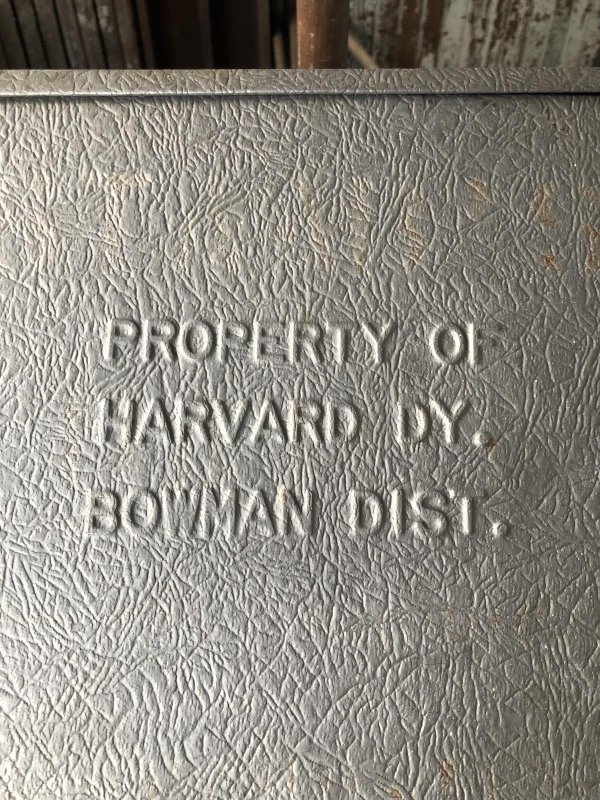 PROPERTY OF
HARVARD DY.
BOWMAN DIST.